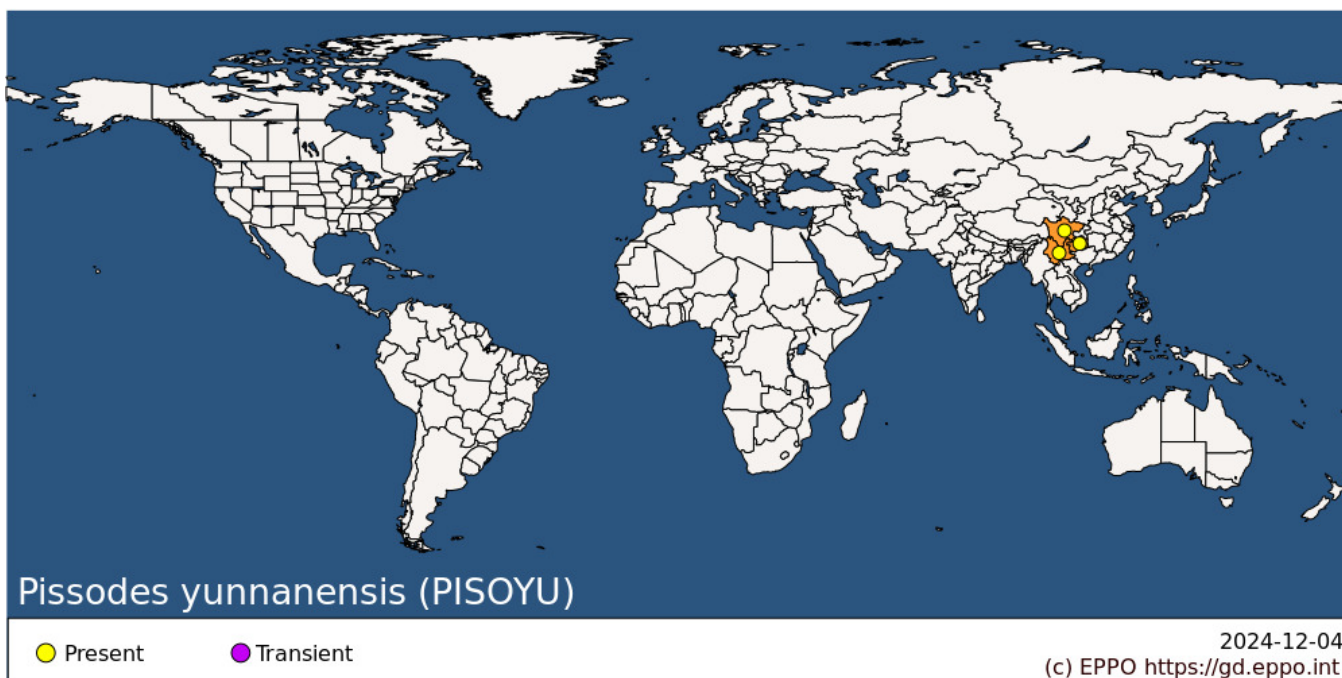 Pissodes yunnanensis (PISOYU)
Present
Transient
2024-12-04
(c) EPPO https://gd.eppo.int